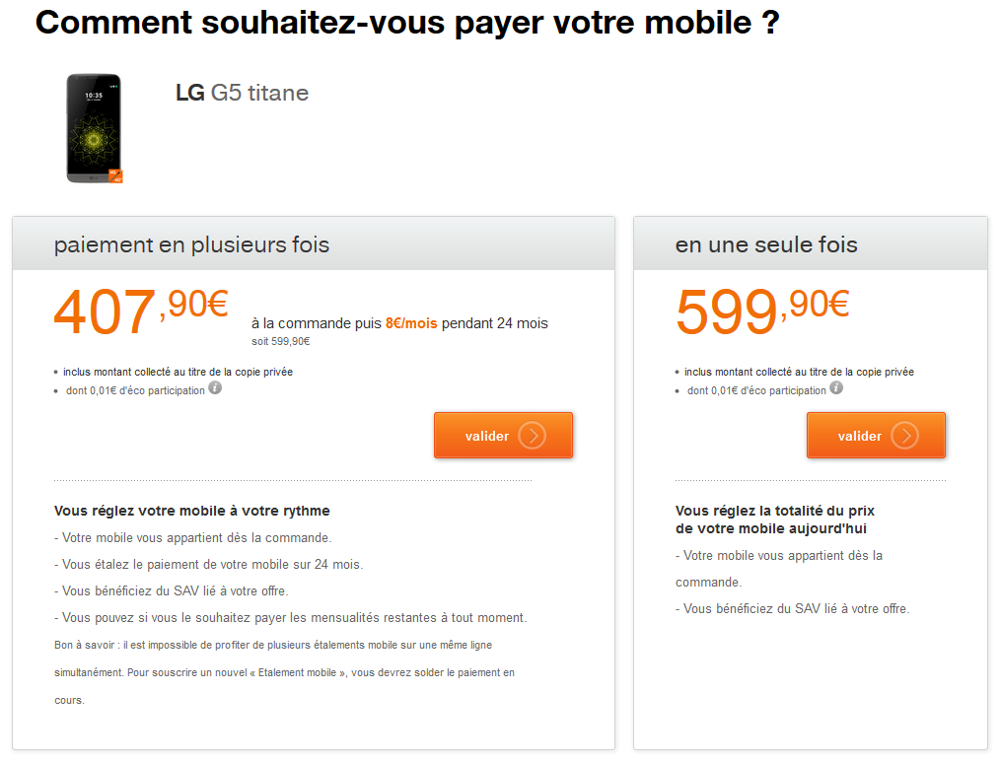 Comment souhaitez-vous payer votre mobile ?
10:35
LG G5 titane
paiement en plusieurs fois
407,90€ à la commande puis 8€/mois pendant 24 mois
soit 599,90€
• inclus montant collecté au titre de la copie privée
• dont 0,01€ d'éco participation i
valider
Vous réglez votre mobile à votre rythme
- Votre mobile vous appartient dès la commande.
- Vous étalez le paiement de votre mobile sur 24 mois.
- Vous bénéficiez du SAV lié à votre offre.
- Vous pouvez si vous le souhaitez payer les mensualités restantes à tout moment.
Bon à savoir : il est impossible de profiter de plusieurs étalements mobile sur une même ligne
simultanément. Pour souscrire un nouvel « Etalement mobile », vous devrez solder le paiement en
cours.
en une seule fois
599,90€
• inclus montant collecté au titre de la copie privée
• dont 0,01€ d'éco participation i
valider
Vous réglez la totalité du prix
de votre mobile aujourd'hui
- Votre mobile vous appartient dès la
commande.
- Vous bénéficiez du SAV lié à votre offre.